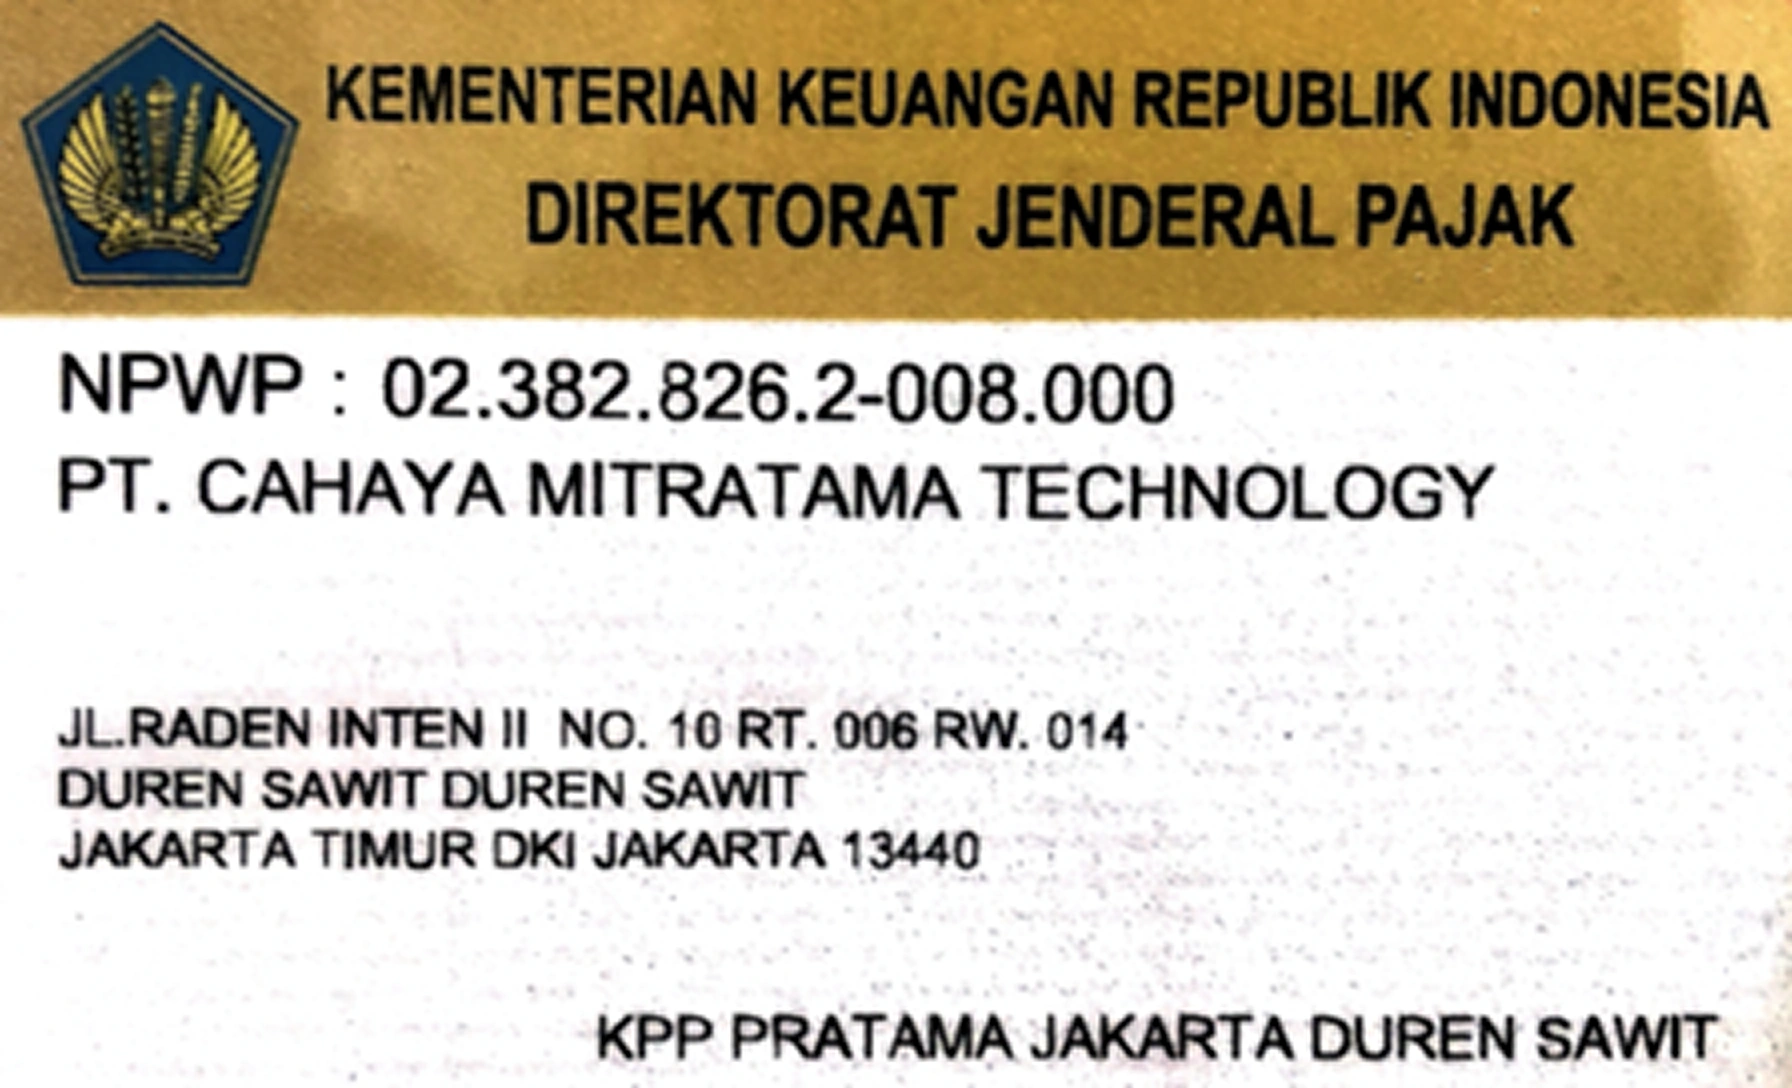 KEMENTERIAN KEUANGAN REPUBLIK INDONESIA
DIREKTORAT JENDERAL PAJAK
NPWP : 02.382.826.2-008.000
PT. CAHAYA MITRATAMA TECHNOLOGY
JL.RADEN INTEN II NO. 10 RT. 006 RW. 014
DUREN SAWIT DUREN SAWIT
JAKARTA TIMUR DKI JAKARTA 13440
KPP PRATAMA JAKARTA DUREN SAWIT